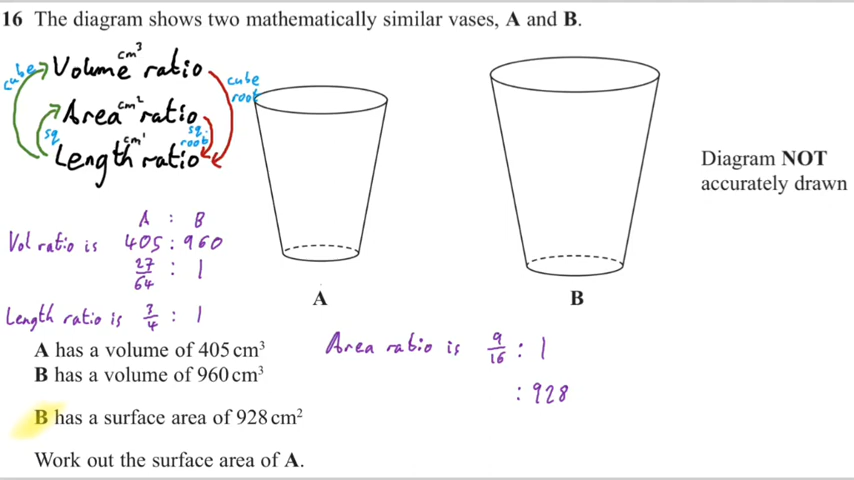 16 The diagram shows two mathematically similar vases, A and B.
cm³
cube Volume ratio cube root
cm²
Area ratio
sq sq. root
cm¹
Length ratio
Diagram NOT
accurately drawn
A : B
Vol ratio is 405 : 960
27/64 : 1
A B
Length ratio is 3/4 : 1
A has a volume of 405 cm³
Area ratio is 9/16 : 1
B has a volume of 960 cm³
: 928
B has a surface area of 928 cm²
Work out the surface area of A.